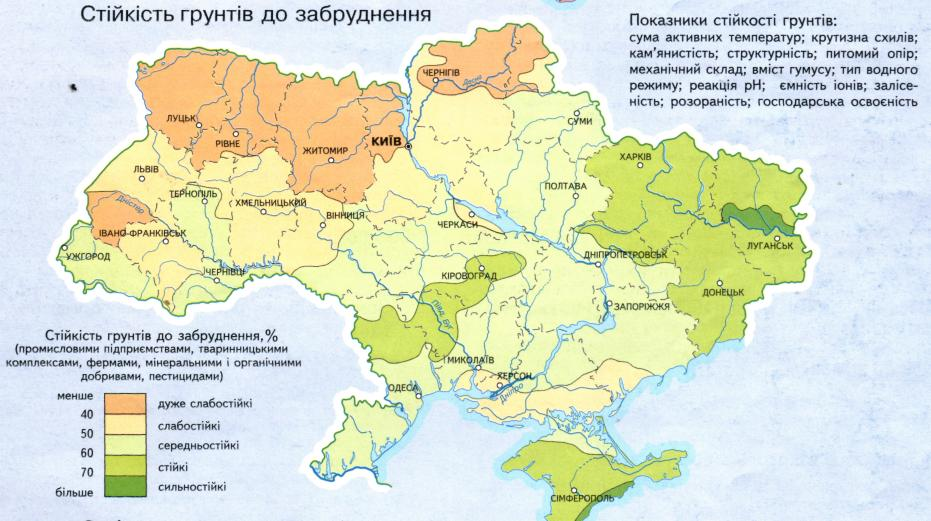 Стійкість грунтів до забруднення
Показники стійкості грунтів:
сума активних температур; крутизна схилів;
кам'янистість; структурність; питомий опір;
механічний склад; вміст гумусу; тип водного
режиму; реакція pH; ємність іонів; заліс-
ність; розораність; господарська освоєність
ЧЕРНІГІВ
Десна
ЛУЦЬК
РІВНЕ
ЖИТОМИР
КИЇВ
СУМИ
ХАРКІВ
ЛЬВІВ
ТЕРНОПІЛЬ
ХМЕЛЬНИЦЬКИЙ
ПОЛТАВА
Дністер
ВІННИЦЯ
ЧЕРКАСИ
ІВАНО-ФРАНКІВСЬК
ЛУГАНСЬК
УЖГОРОД
ДНІПРОПЕТРОВСЬК
ЧЕРНІВЦІ
КІРОВОГРАД
ДОНЕЦЬК
ЗАПОРІЖЖЯ
Півд. Буг
МИКОЛАЇВ
ХЕРСОН
ОДЕСА
Дніпро
СІМФЕРОПОЛЬ
Стійкість грунтів до забруднення,%
(промисловими підприємствами, тваринницькими
комплексами, фермами, мінеральними і органічними
добривами, пестицидами)
менше
дуже слабостійкі
40
слабостійкі
50
середньостійкі
60
стійкі
70
сильностійкі
більше